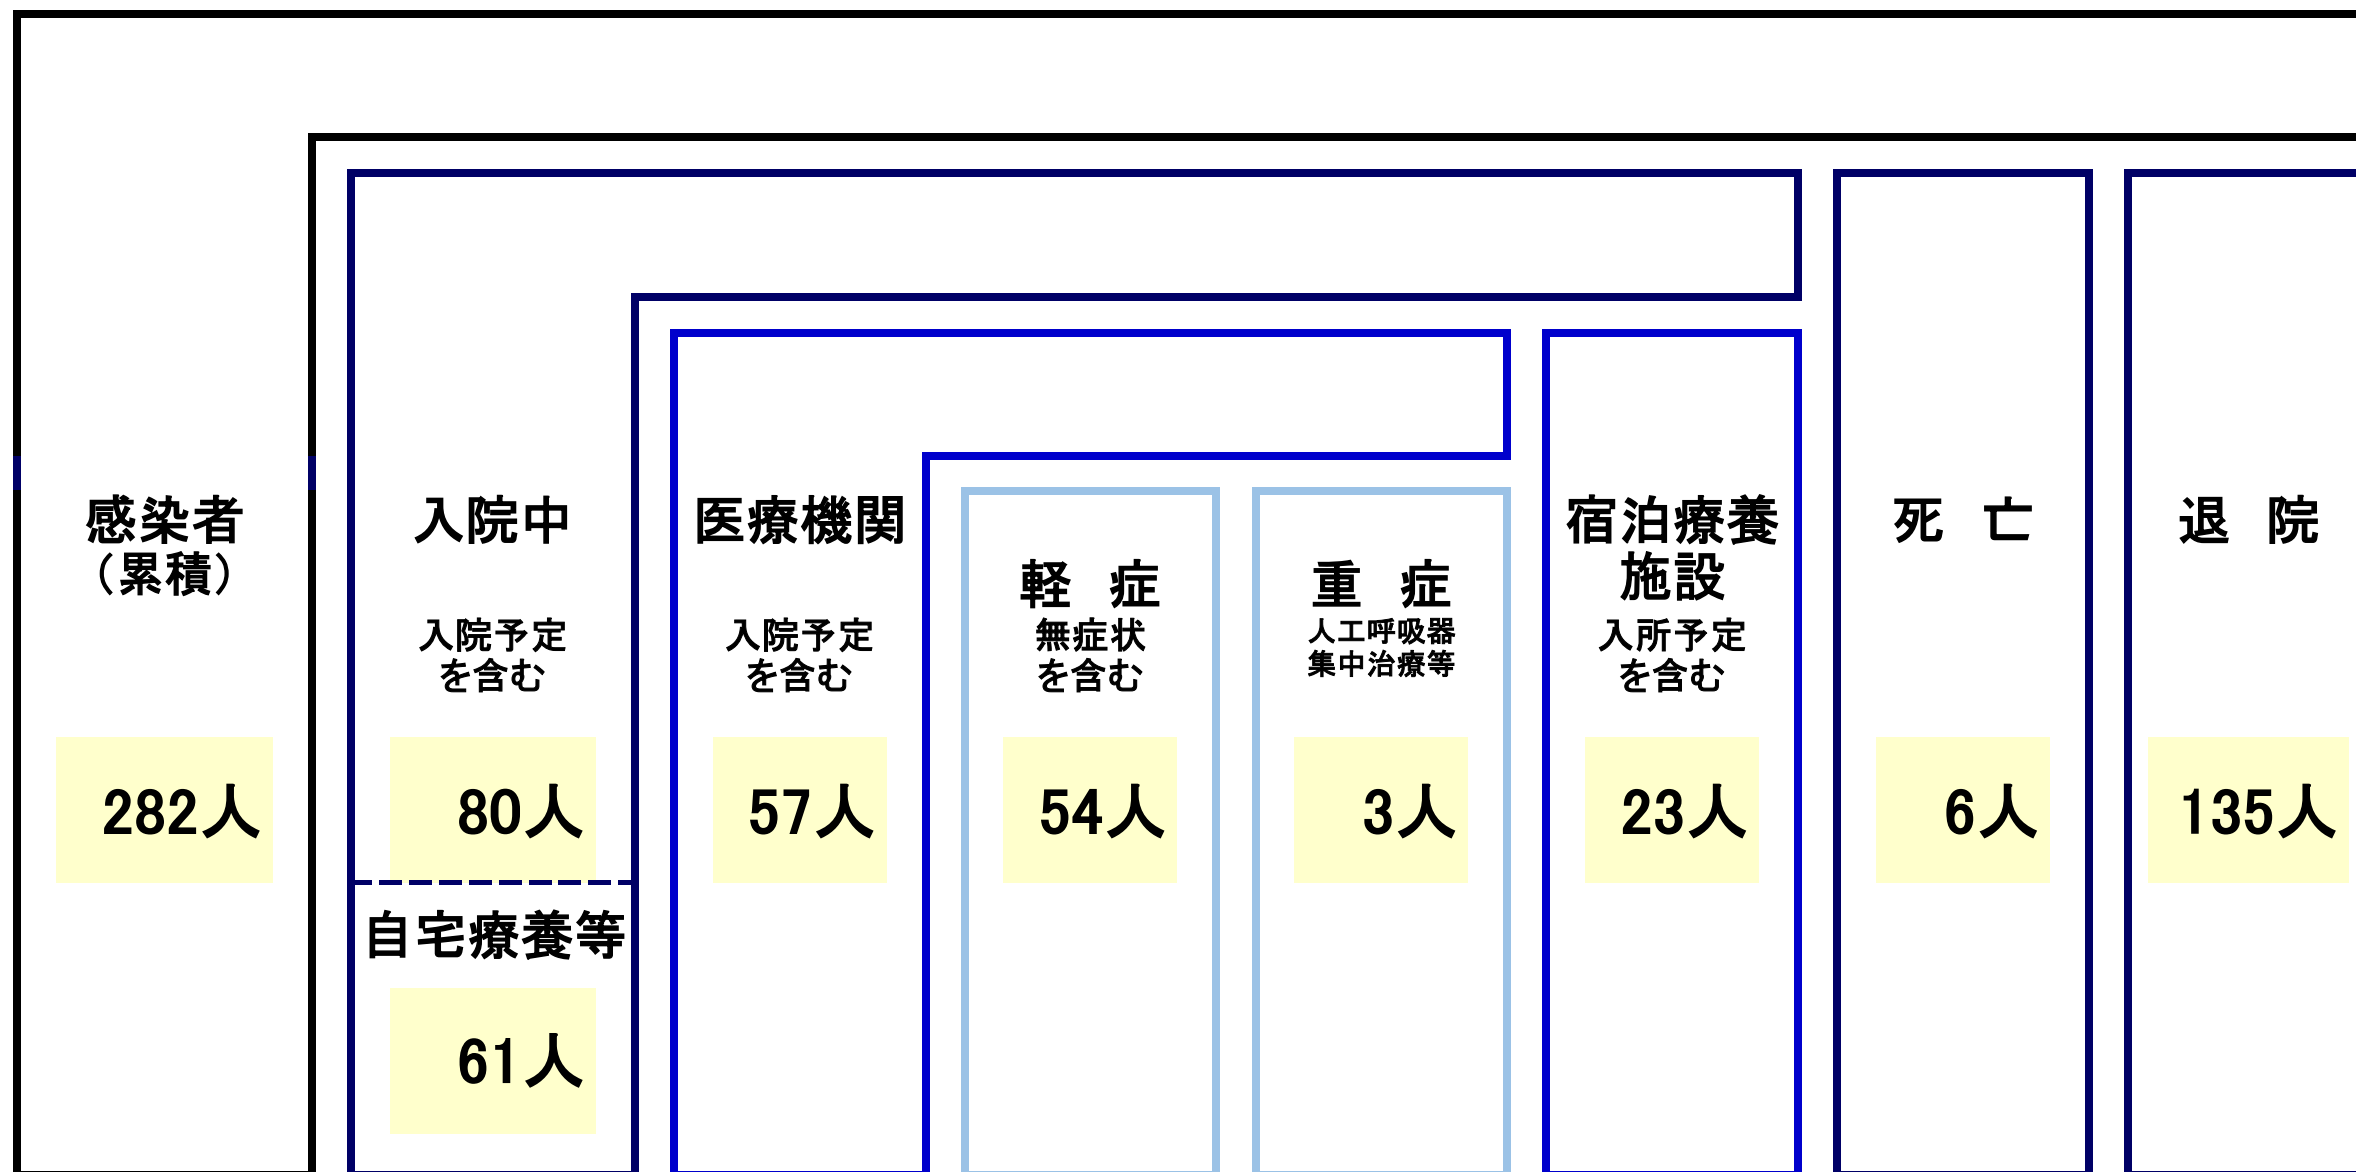 感染者
（累積）
282人
入院中
入院予定
を含む
80人
自宅療養等
61人
医療機関
入院予定
を含む
57人
軽　症
無症状
を含む
54人
重　症
人工呼吸器
集中治療等
3人
宿泊療養
施設
入所予定
を含む
23人
死　亡
6人
退　院
135人